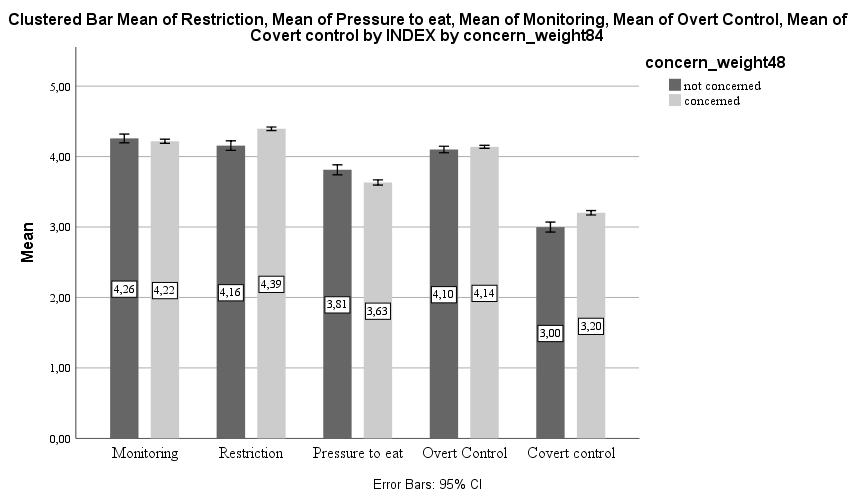 Clustered Bar Mean of Restriction, Mean of Pressure to eat, Mean of Monitoring, Mean of Overt Control, Mean of
Covert control by INDEX by concern_weight84
concern_weight48
not concerned
concerned
5,00
4,00
3,00
2,00
1,00
0,00
Mean
4,26
4,22
4,16
4,39
3,81
3,63
4,10
4,14
3,00
3,20
Monitoring
Restriction
Pressure to eat
Overt Control
Covert control
Error Bars: 95% CI